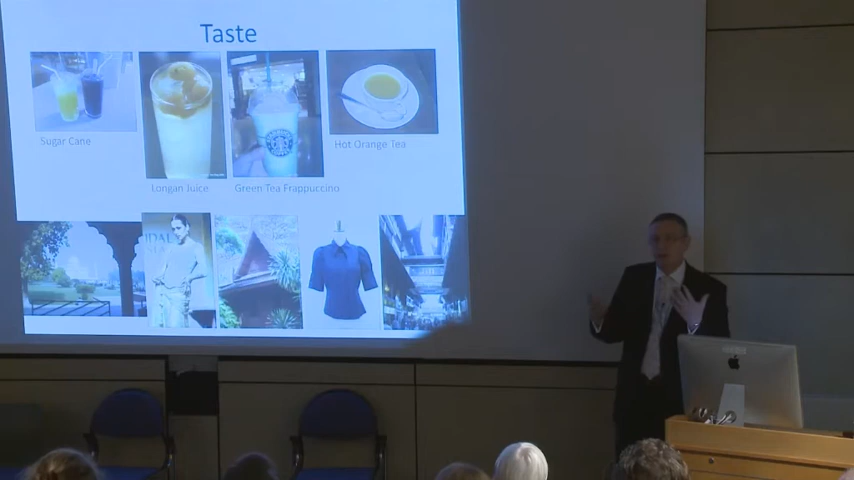 Taste
Sugar Cane
Longan Juice
Green Tea Frappuccino
Hot Orange Tea